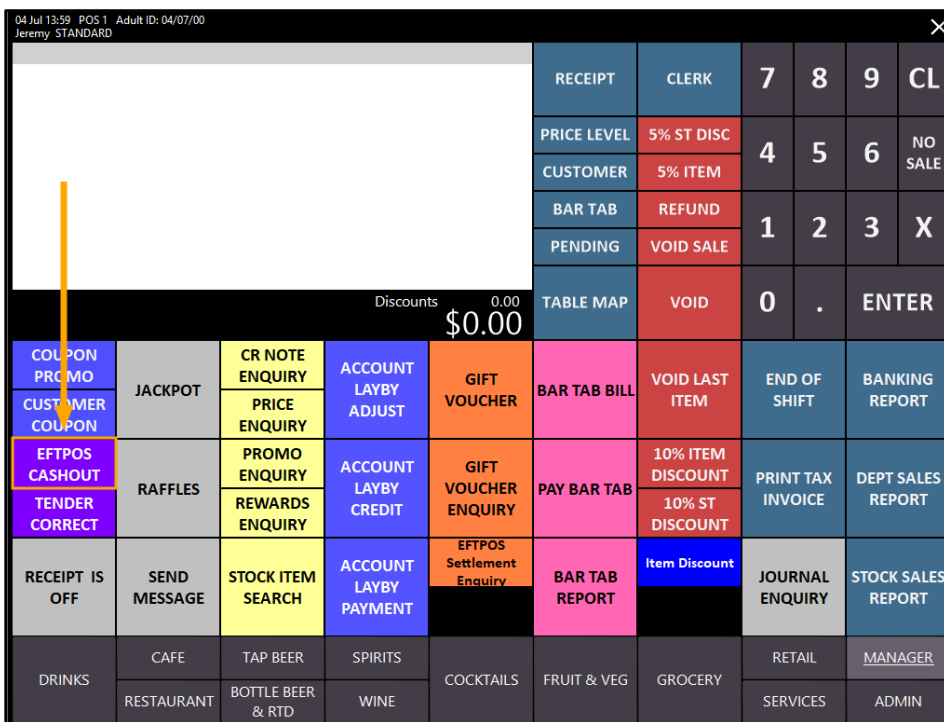 04 Jul 13:59 POS 1 Adult ID: 04/07/00
Jeremy STANDARD
RECEIPT
CLERK
7
8
9
CL
PRICE LEVEL
5% ST DISC
4
5
6
NO
SALE
CUSTOMER
5% ITEM
BAR TAB
REFUND
1
2
3
X
PENDING
VOID SALE
Discounts 0.00
$0.00
TABLE MAP
VOID
0
.
ENTER
COUPON
PROMO
CUSTOMER
COUPON
JACKPOT
CR NOTE
ENQUIRY
PRICE
ENQUIRY
ACCOUNT
LAYBY
ADJUST
GIFT
VOUCHER
BAR TAB BILL
VOID LAST
ITEM
END OF
SHIFT
BANKING
REPORT
EFTPOS
CASHOUT
TENDER
CORRECT
RAFFLES
PROMO
ENQUIRY
REWARDS
ENQUIRY
ACCOUNT
LAYBY
CREDIT
GIFT
VOUCHER
ENQUIRY
PAY BAR TAB
10% ITEM
DISCOUNT
10% ST
DISCOUNT
PRINT TAX
INVOICE
DEPT SALES
REPORT
RECEIPT IS
OFF
SEND
MESSAGE
STOCK ITEM
SEARCH
ACCOUNT
LAYBY
PAYMENT
EFTPOS
Settlement
Enquiry
BAR TAB
REPORT
Item Discount
JOURNAL
ENQUIRY
STOCK SALES
REPORT
DRINKS
CAFE
RESTAURANT
TAP BEER
BOTTLE BEER
& RTD
SPIRITS
WINE
COCKTAILS
FRUIT & VEG
GROCERY
RETAIL
SERVICES
MANAGER
ADMIN